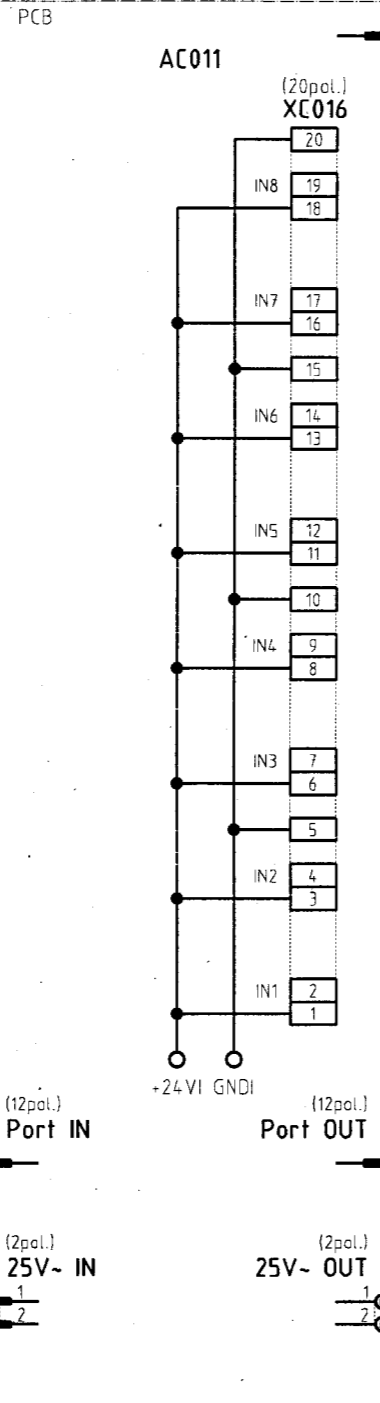 PCB
AC011
(20pol.)
XC016
20
IN8 19
18
IN7 17
16
15
IN6 14
13
IN5 12
11
10
IN4 9
8
IN3 7
6
5
IN2 4
3
IN1 2
1
+24VI GNDI
(12pol.) (12pol.)
Port IN Port OUT
(2pol.) (2pol.)
25V~ IN 25V~ OUT
1 1
2 2